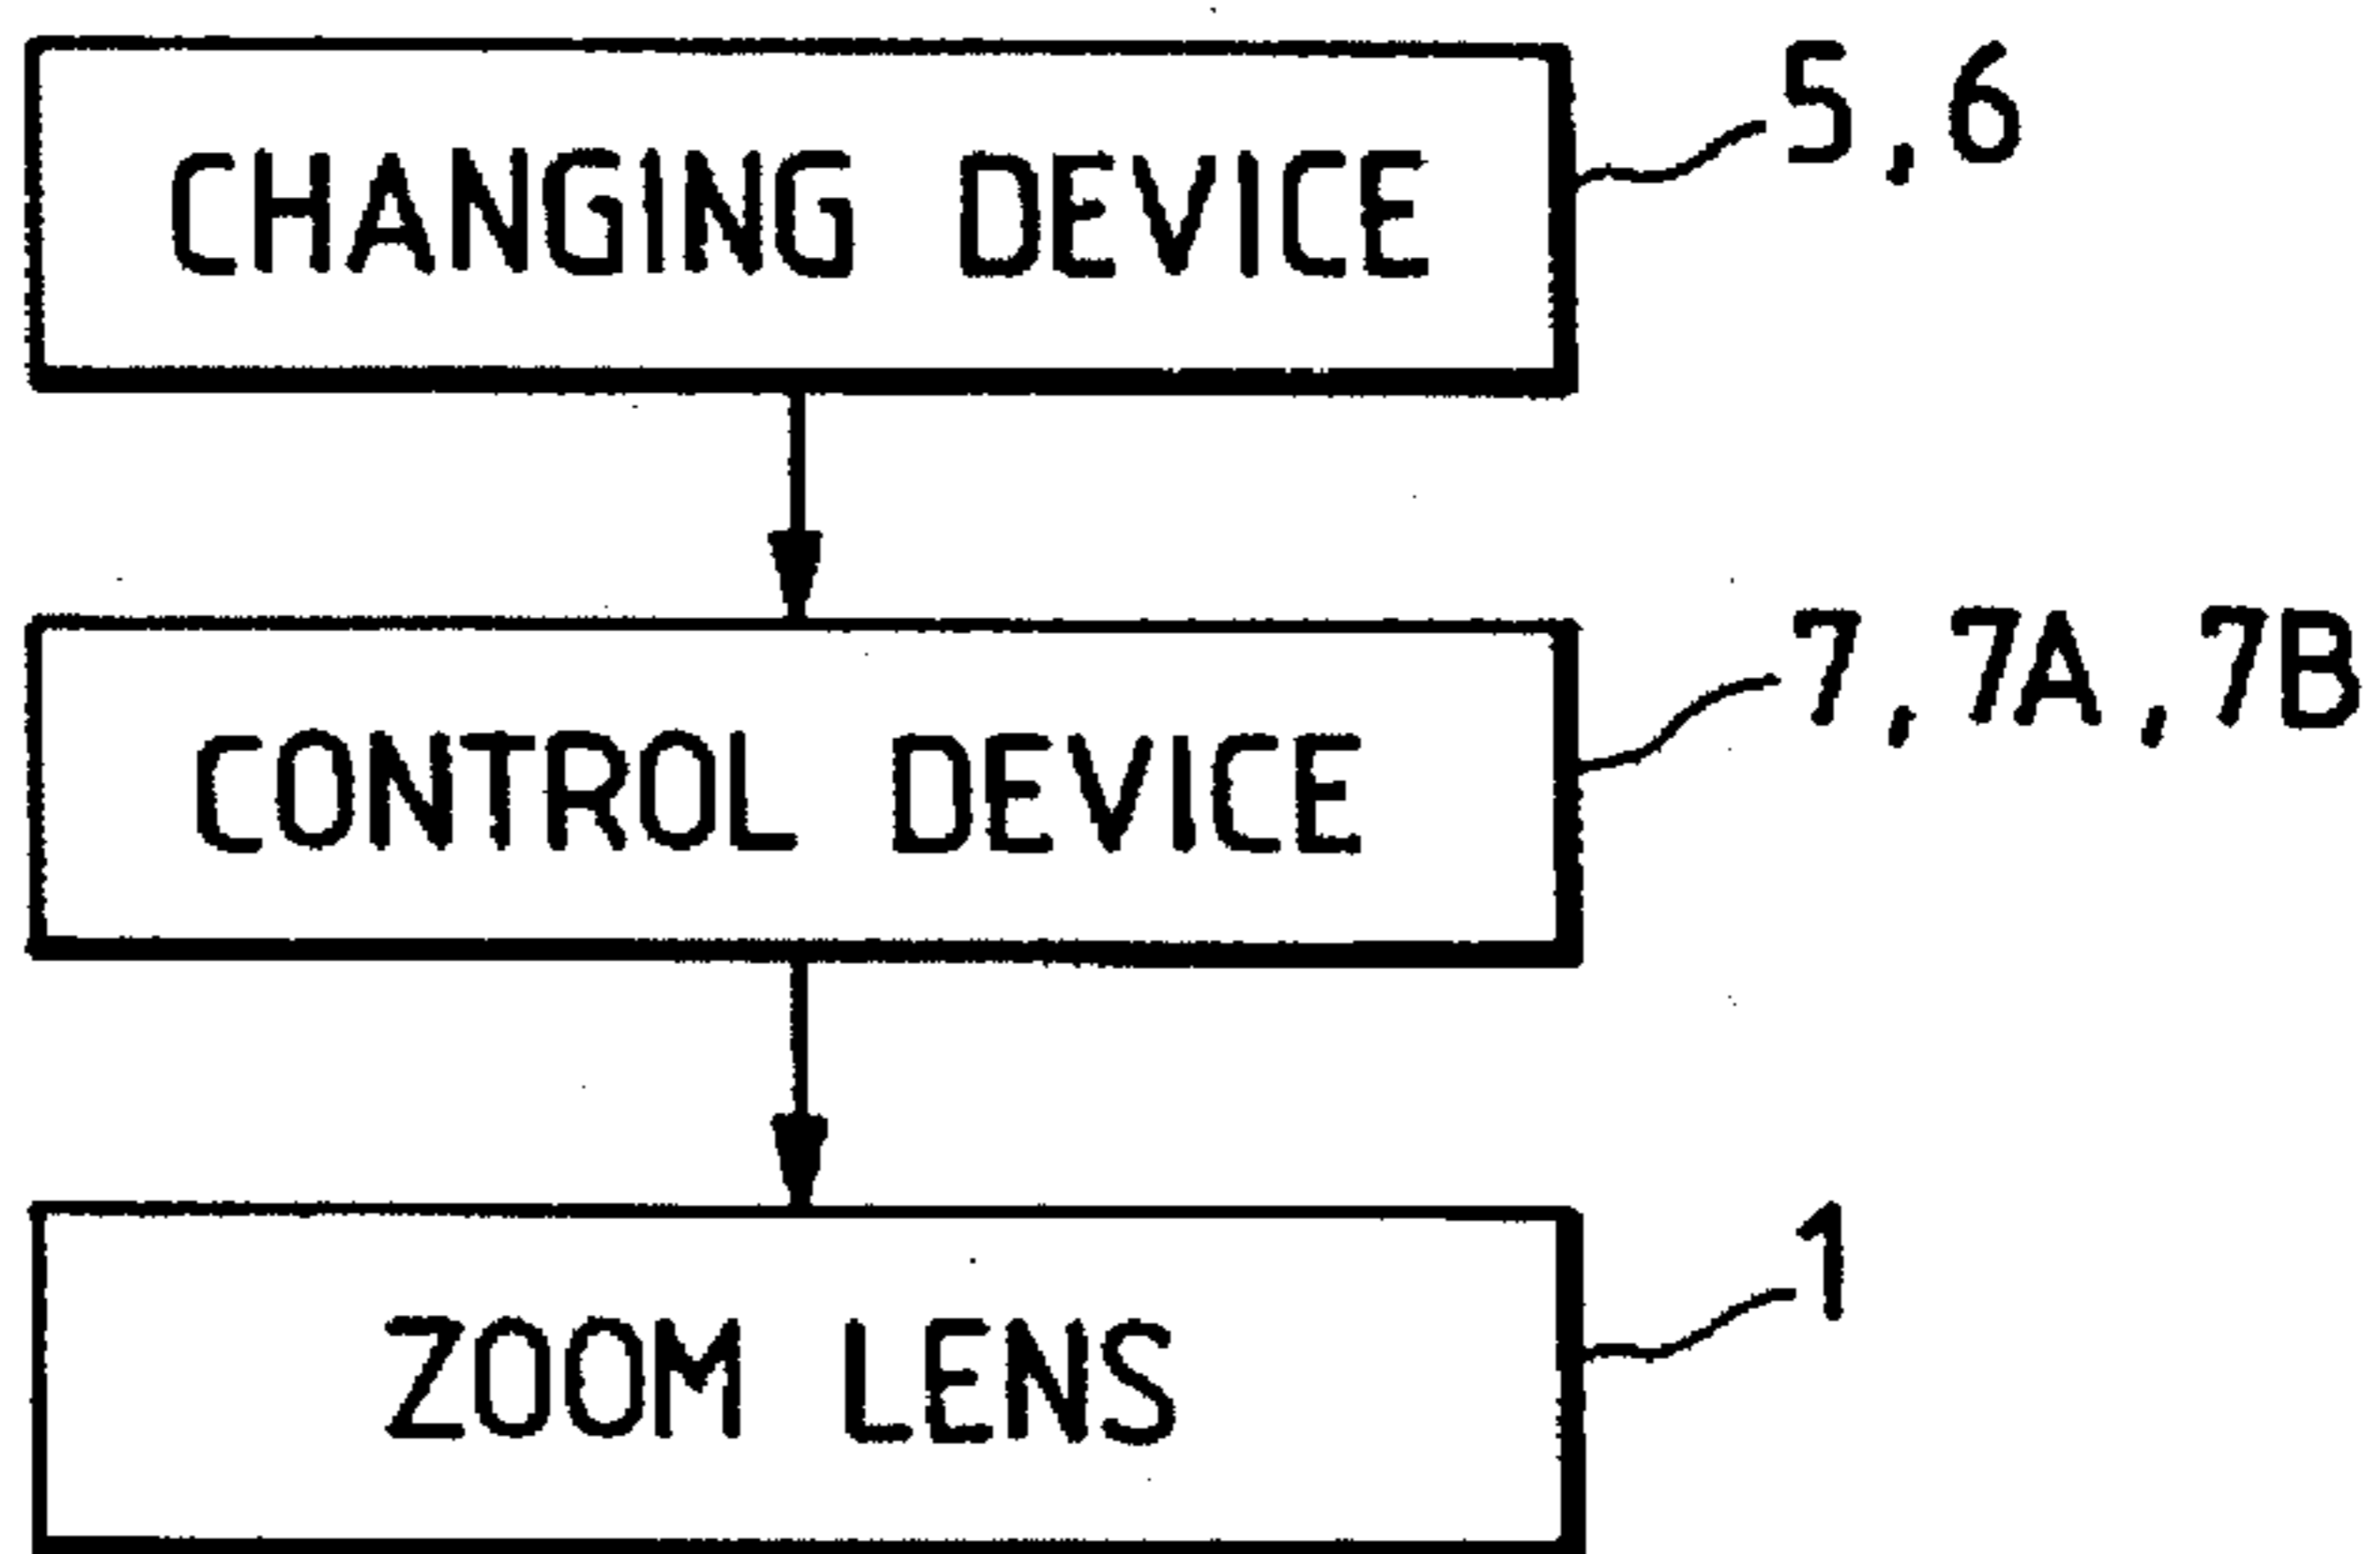 CHANGING DEVICE
5,6
CONTROL DEVICE
7,7A,7B
ZOOM LENS
1